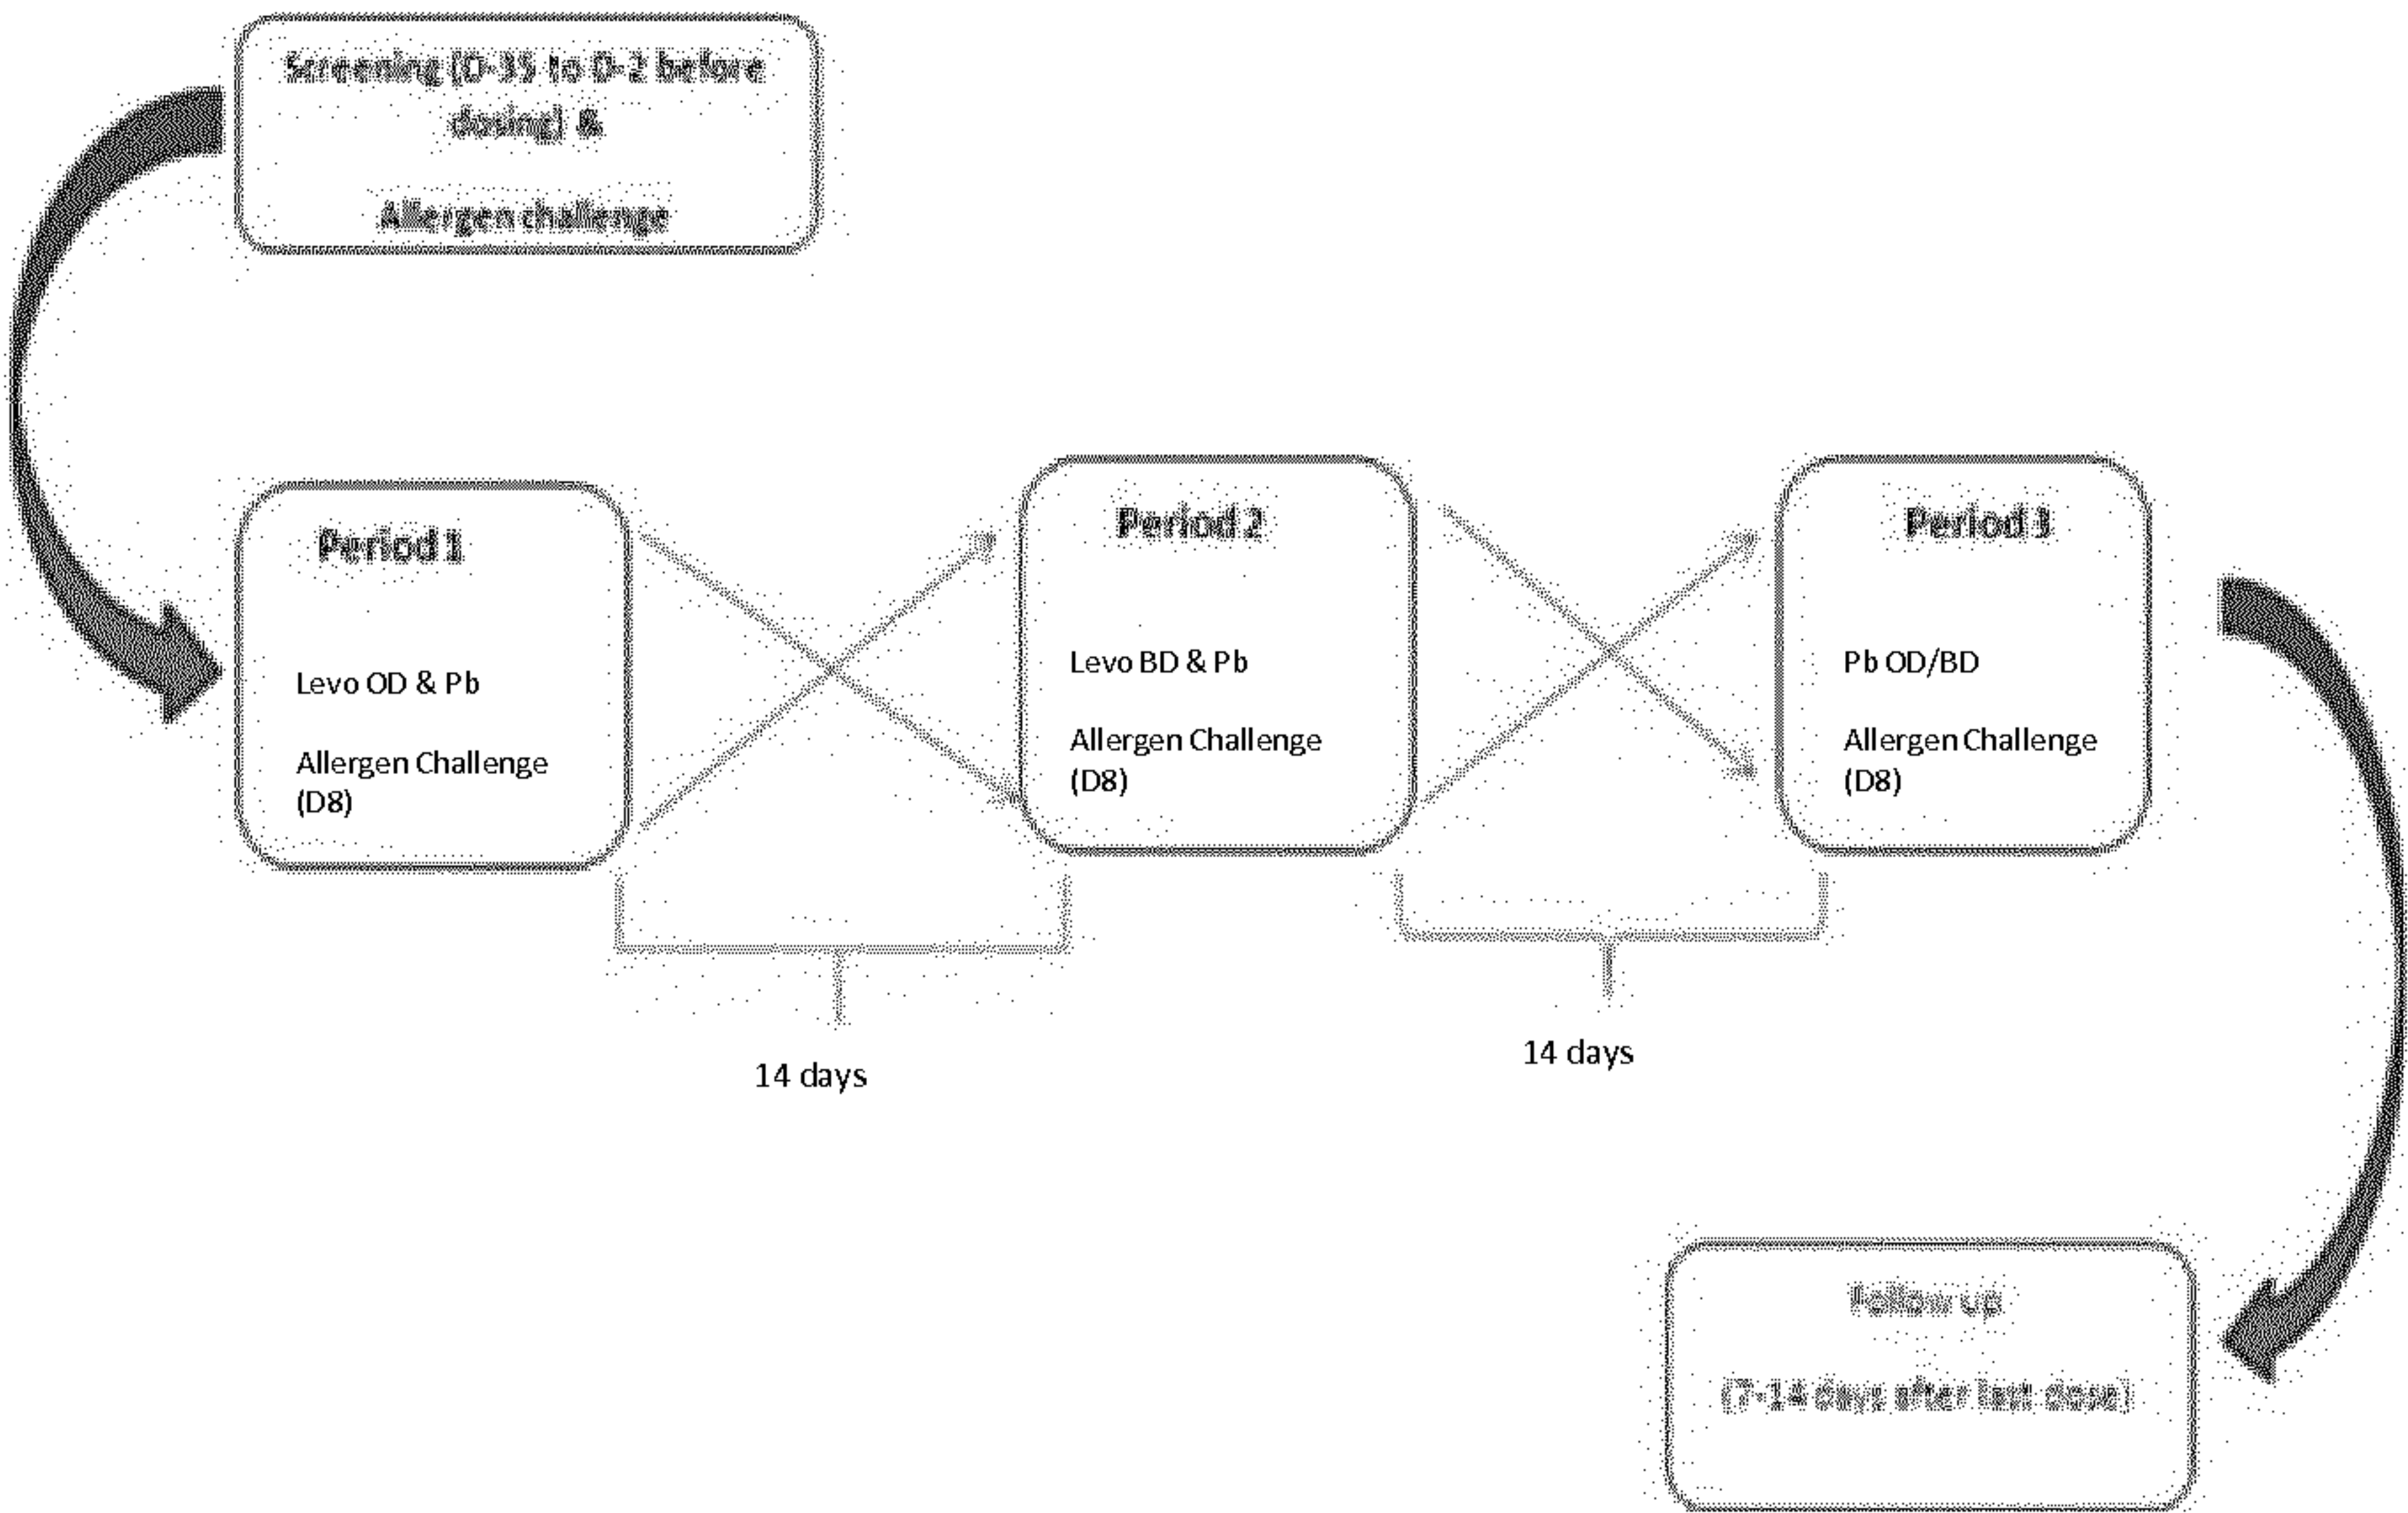 Screening (D-35 to D-2 before
dosing) &
Allergen challenge
Period 1
Levo OD & Pb
Allergen Challenge
(D8)
Period 2
Levo BD & Pb
Allergen Challenge
(D8)
Period 3
Pb OD/BD
Allergen Challenge
(D8)
14 days
14 days
Follow up
(7-14 days after last dose)